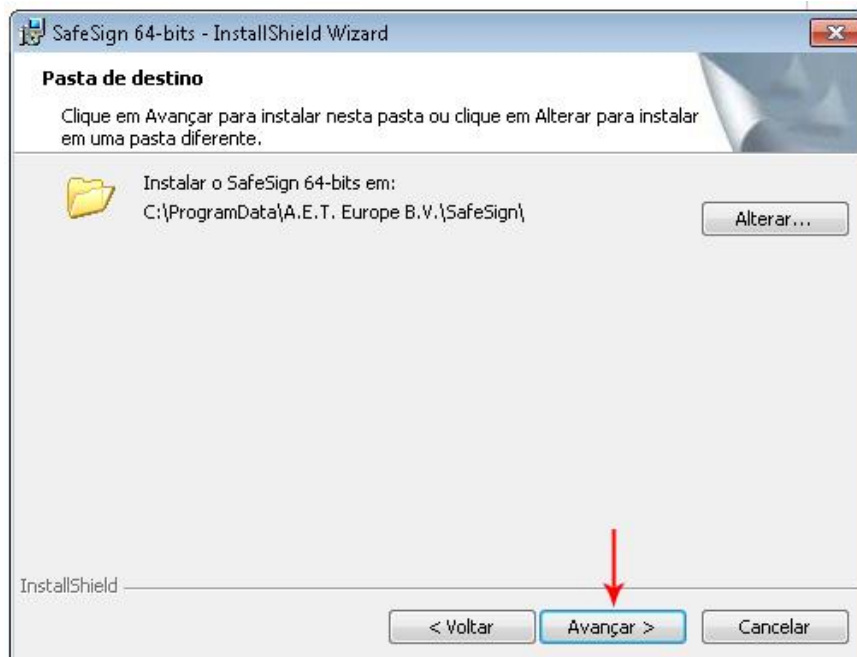 SafeSign 64-bits - InstallShield Wizard
Pasta de destino
Clique em Avançar para instalar nesta pasta ou clique em Alterar para instalar
em uma pasta diferente.
Instalar o SafeSign 64-bits em:
C:\ProgramData\A.E.T. Europe B.V.\SafeSign\
Alterar...
InstallShield
< Voltar
Avançar >
Cancelar